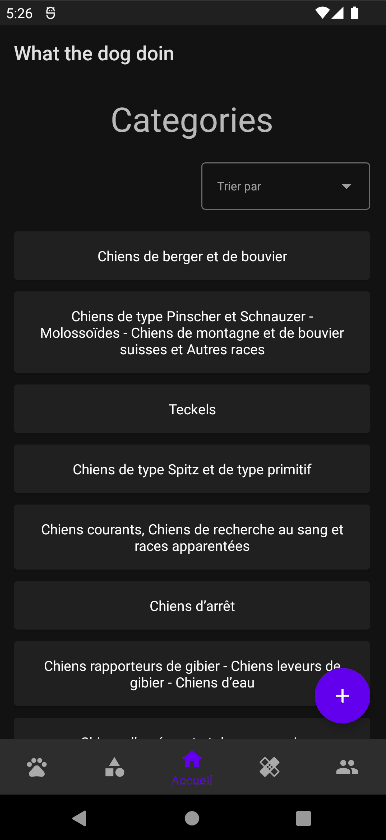 5:26
What the dog doin
Categories
Trier par
Chiens de berger et de bouvier
Chiens de type Pinscher et Schnauzer -
Molossoïdes - Chiens de montagne et de bouvier
suisses et Autres races
Teckels
Chiens de type Spitz et de type primitif
Chiens courants, Chiens de recherche au sang et
races apparentées
Chiens d’arrêt
Chiens rapporteurs de gibier - Chiens leveurs de
gibier - Chiens d’eau
Accueil